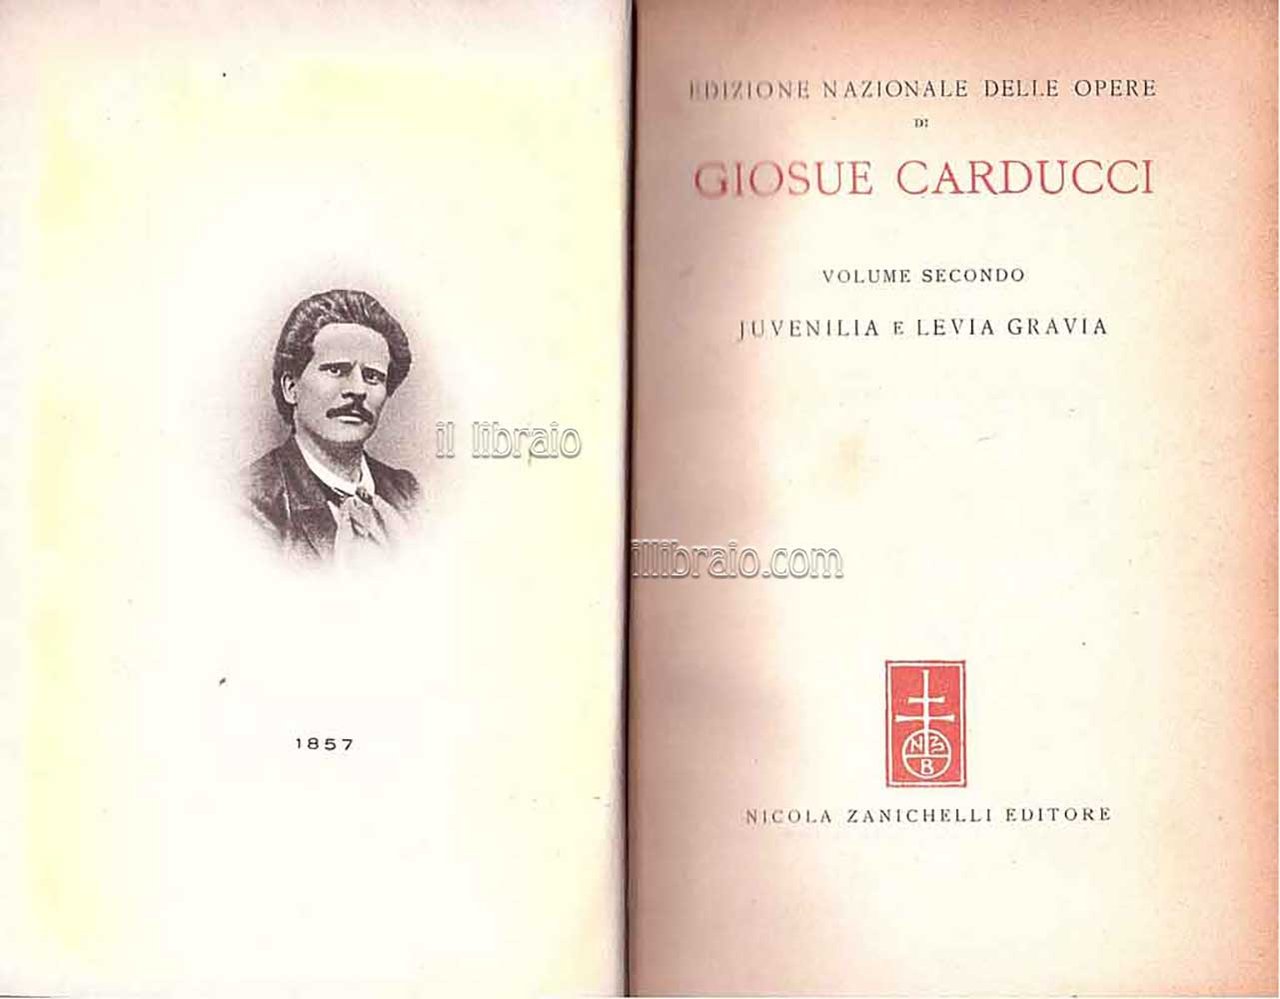 1857
EDIZIONE NAZIONALE DELLE OPERE
DI
GIOSUE CARDUCCI
VOLUME SECONDO
JUVENILIA E LEVIA GRAVIA
N Z
B
NICOLA ZANICHELLI EDITORE
il libraio
illibraio.com